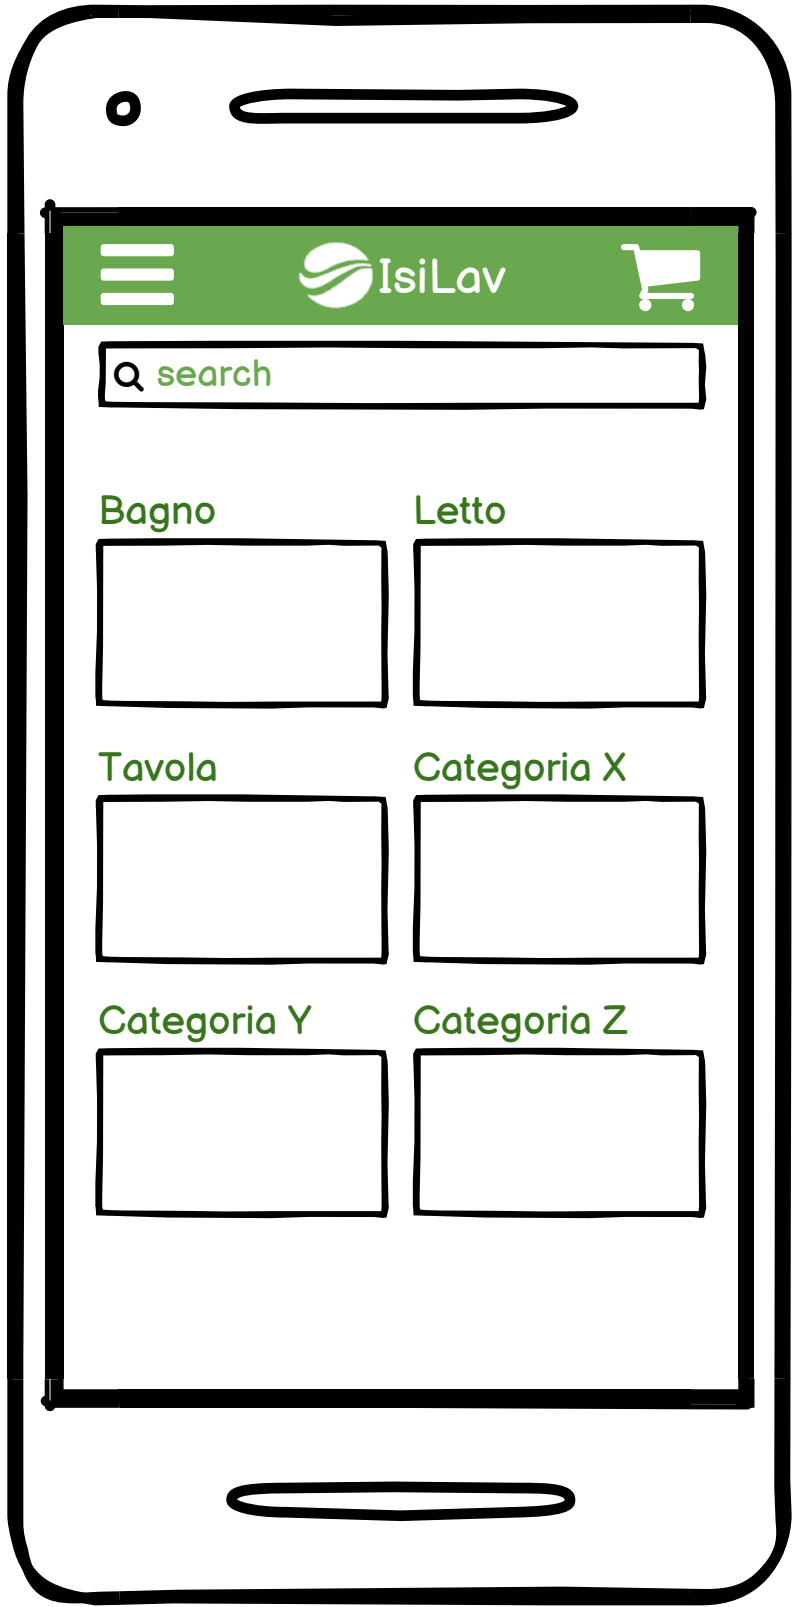 IsiLav
search
Bagno
Letto
Tavola
Categoria X
Categoria Y
Categoria Z